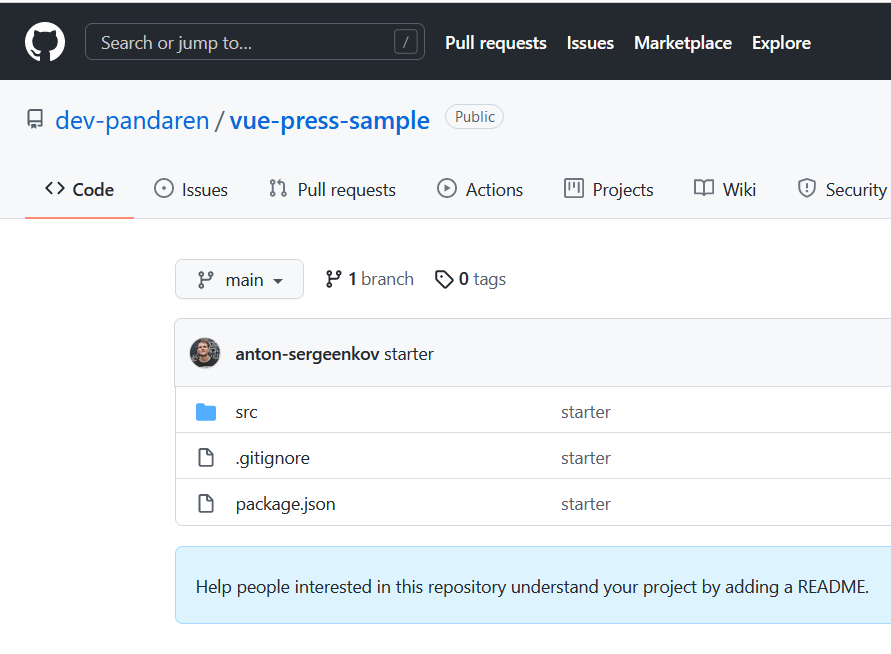 Search or jump to... / Pull requests Issues Marketplace Explore
dev-pandaren / vue-press-sample Public
Code Issues Pull requests Actions Projects Wiki Security
main 1 branch 0 tags
anton-sergeenkov starter
src starter
.gitignore starter
package.json starter
Help people interested in this repository understand your project by adding a README.